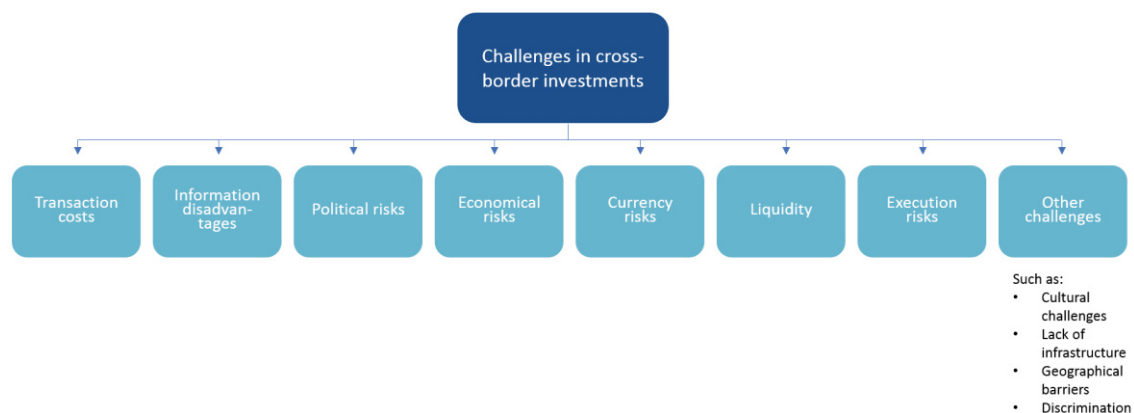 Challenges in cross-
border investments
Transaction
costs
Information
disadvan-
tages
Political risks
Economical
risks
Currency
risks
Liquidity
Execution
risks
Other
challenges
Such as:
• Cultural
challenges
• Lack of
infrastructure
• Geographical
barriers
• Discrimination